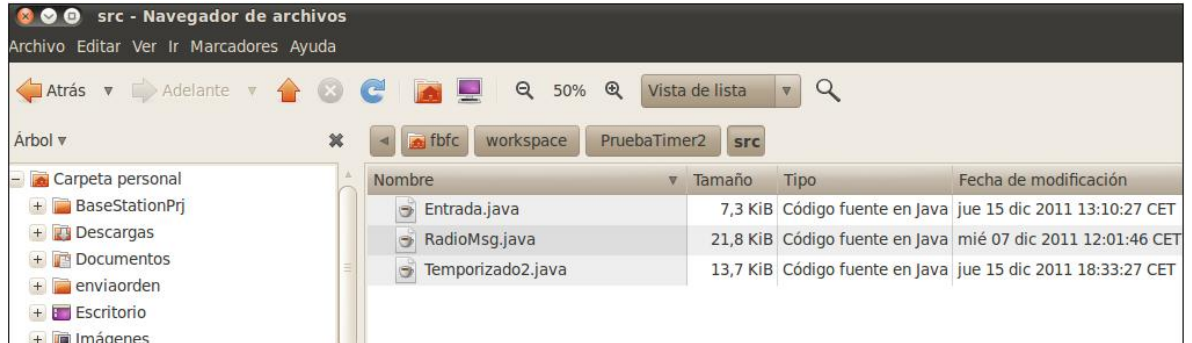 src - Navegador de archivos
Archivo Editar Ver Ir Marcadores Ayuda
Atrás Adelante 50% Vista de lista
Árbol fbfc workspace PruebaTimer2 src
Carpeta personal
BaseStationPrj
Descargas
Documentos
enviaorden
Escritorio
Imágenes
Nombre Tamaño Tipo Fecha de modificación
Entrada.java 7,3 KiB Código fuente en Java jue 15 dic 2011 13:10:27 CET
RadioMsg.java 21,8 KiB Código fuente en Java mié 07 dic 2011 12:01:46 CET
Temporizado2.java 13,7 KiB Código fuente en Java jue 15 dic 2011 18:33:27 CET